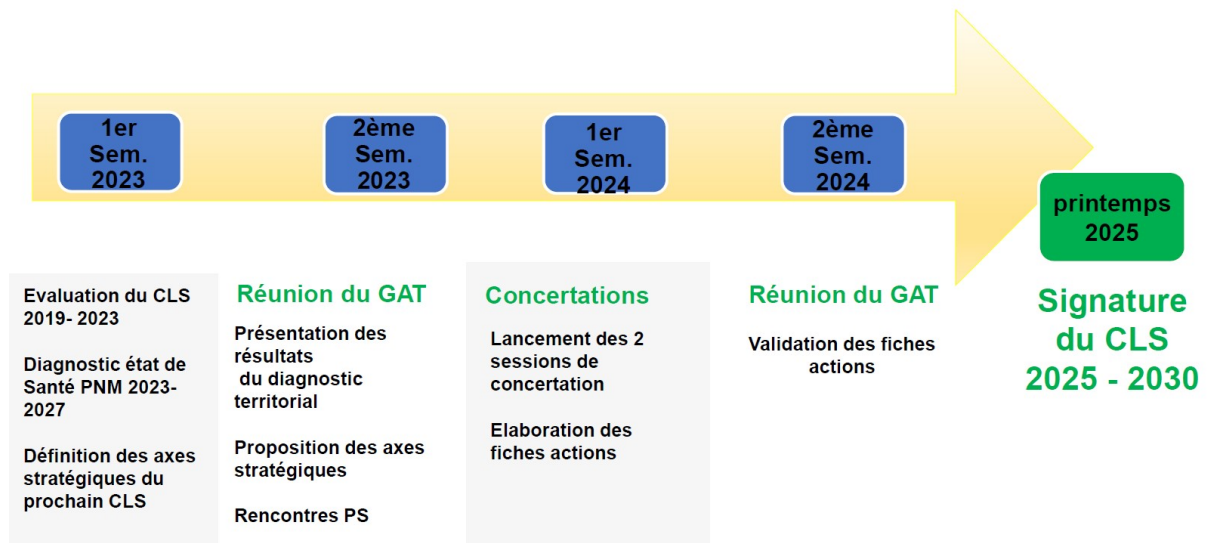 1er
Sem.
2023
2ème
Sem.
2023
1er
Sem.
2024
2ème
Sem.
2024
printemps
2025
Evaluation du CLS
2019- 2023
Diagnostic état de
Santé PNM 2023-
2027
Définition des axes
stratégiques du
prochain CLS
Réunion du GAT
Présentation des
résultats
du diagnostic
territorial
Proposition des axes
stratégiques
Rencontres PS
Concertations
Lancement des 2
sessions de
concertation
Elaboration des
fiches actions
Réunion du GAT
Validation des fiches
actions
Signature
du CLS
2025 - 2030